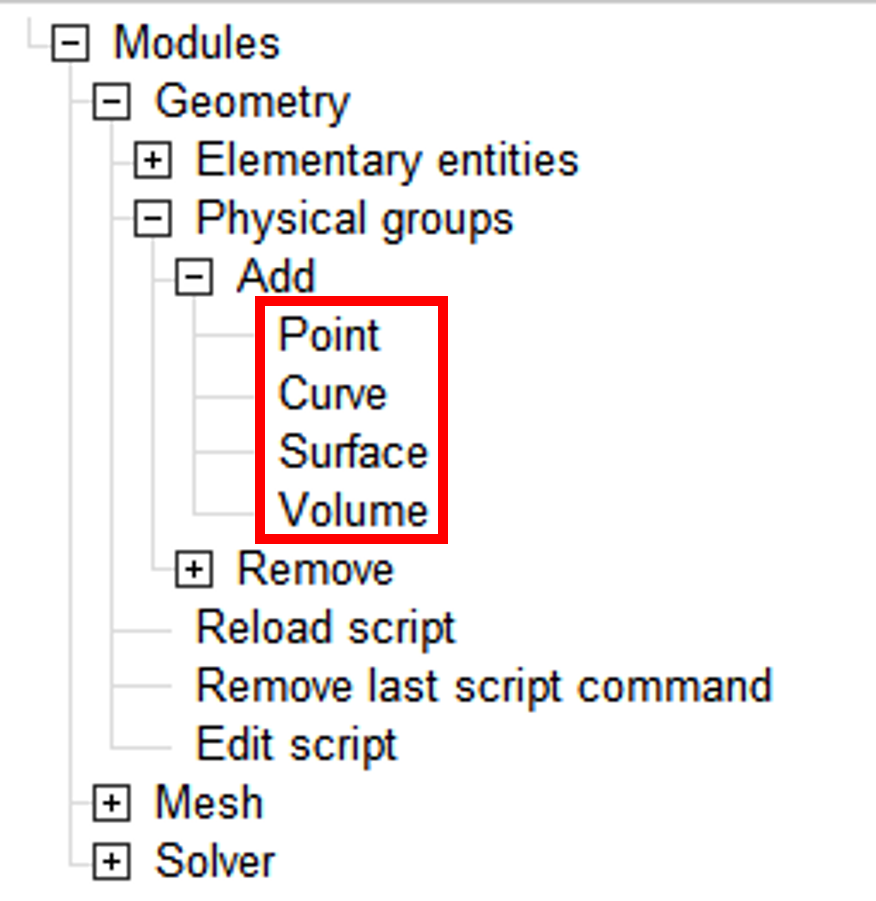 Modules
Geometry
Elementary entities
Physical groups
Add
Point
Curve
Surface
Volume
Remove
Reload script
Remove last script command
Edit script
Mesh
Solver